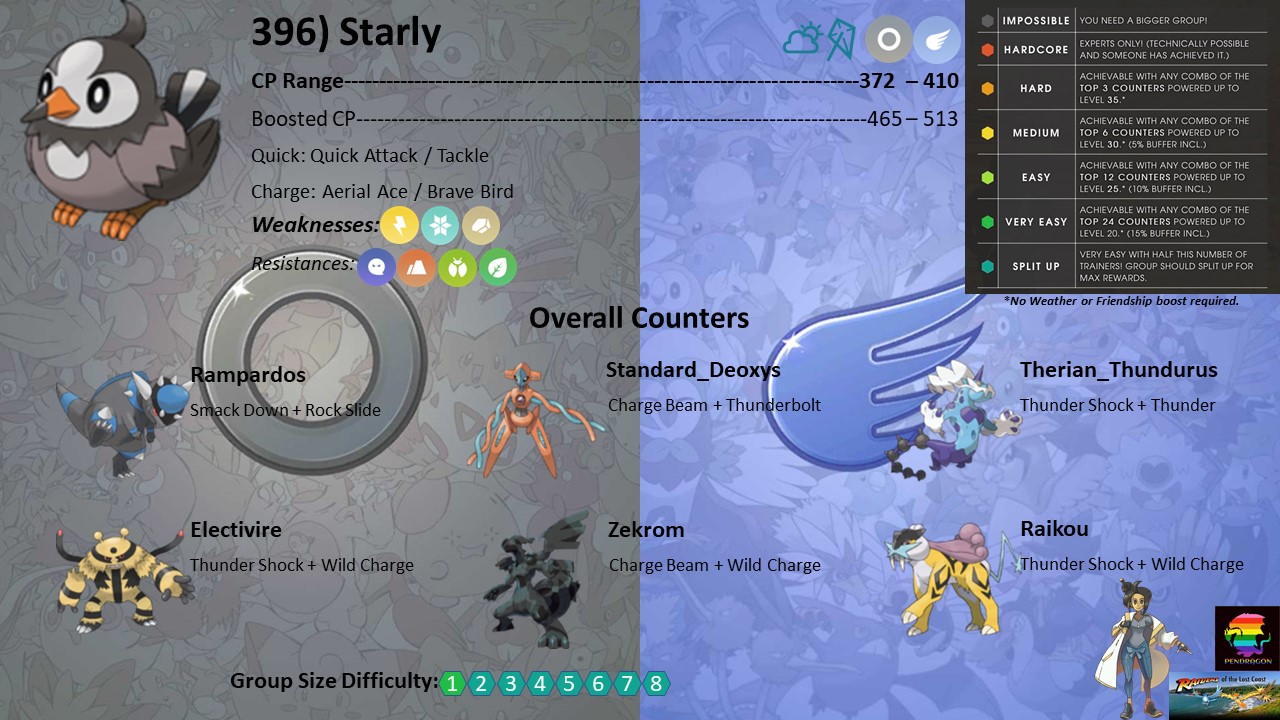 396) Starly
CP Range---372 – 410
Boosted CP---465 – 513
Quick: Quick Attack / Tackle
Charge: Aerial Ace / Brave Bird
Weaknesses:
Resistances:
IMPOSSIBLE YOU NEED A BIGGER GROUP!
HARDCORE EXPERTS ONLY! (TECHNICALLY POSSIBLE
AND SOMEONE HAS ACHIEVED IT.)
HARD ACHIEVABLE WITH ANY COMBO OF THE
TOP 3 COUNTERS POWERED UP TO
LEVEL 35.*
MEDIUM ACHIEVABLE WITH ANY COMBO OF THE
TOP 6 COUNTERS POWERED UP TO
LEVEL 30.* (5% BUFFER INCL.)
EASY ACHIEVABLE WITH ANY COMBO OF THE
TOP 12 COUNTERS POWERED UP TO
LEVEL 25.* (10% BUFFER INCL.)
VERY EASY ACHIEVABLE WITH ANY COMBO OF THE
TOP 24 COUNTERS POWERED UP TO
LEVEL 20.* (15% BUFFER INCL.)
SPLIT UP VERY EASY WITH HALF THIS NUMBER OF
TRAINERS! GROUP SHOULD SPLIT UP FOR
MAX REWARDS.
*No Weather or Friendship boost required.
Overall Counters
Rampardos
Smack Down + Rock Slide
Standard_Deoxys
Charge Beam + Thunderbolt
Therian_Thundurus
Thunder Shock + Thunder
Electivire
Thunder Shock + Wild Charge
Zekrom
Charge Beam + Wild Charge
Raikou
Thunder Shock + Wild Charge
Group Size Difficulty: 1 2 3 4 5 6 7 8
PENDRAGON
RAIDERS of the Lost Coast